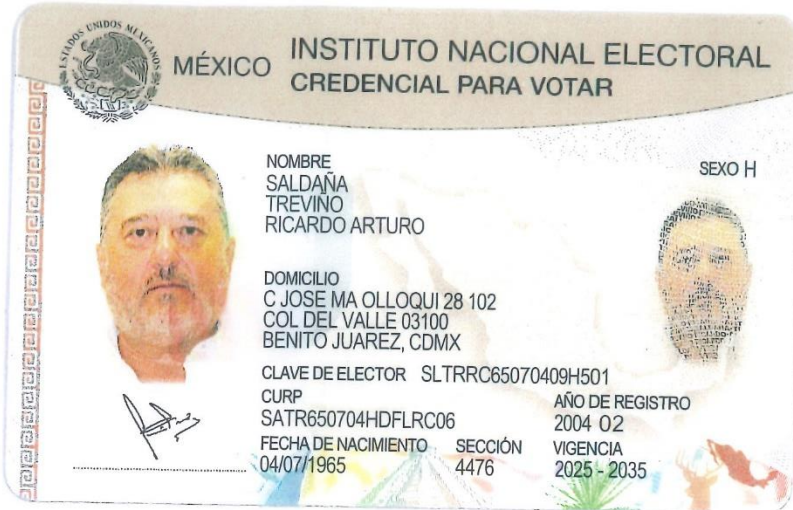 ESTADOS UNIDOS MEXICANOS
MÉXICO
INSTITUTO NACIONAL ELECTORAL
CREDENCIAL PARA VOTAR
NOMBRE
SALDAÑA
TREVIÑO
RICARDO ARTURO
SEXO H
DOMICILIO
C JOSE MA OLLOQUI 28 102
COL DEL VALLE 03100
BENITO JUAREZ, CDMX
CLAVE DE ELECTOR SLTRRC65070409H501
CURP
SATR650704HDFLRC06
AÑO DE REGISTRO
2004 02
FECHA DE NACIMIENTO
04/07/1965
SECCIÓN
4476
VIGENCIA
2025 - 2035